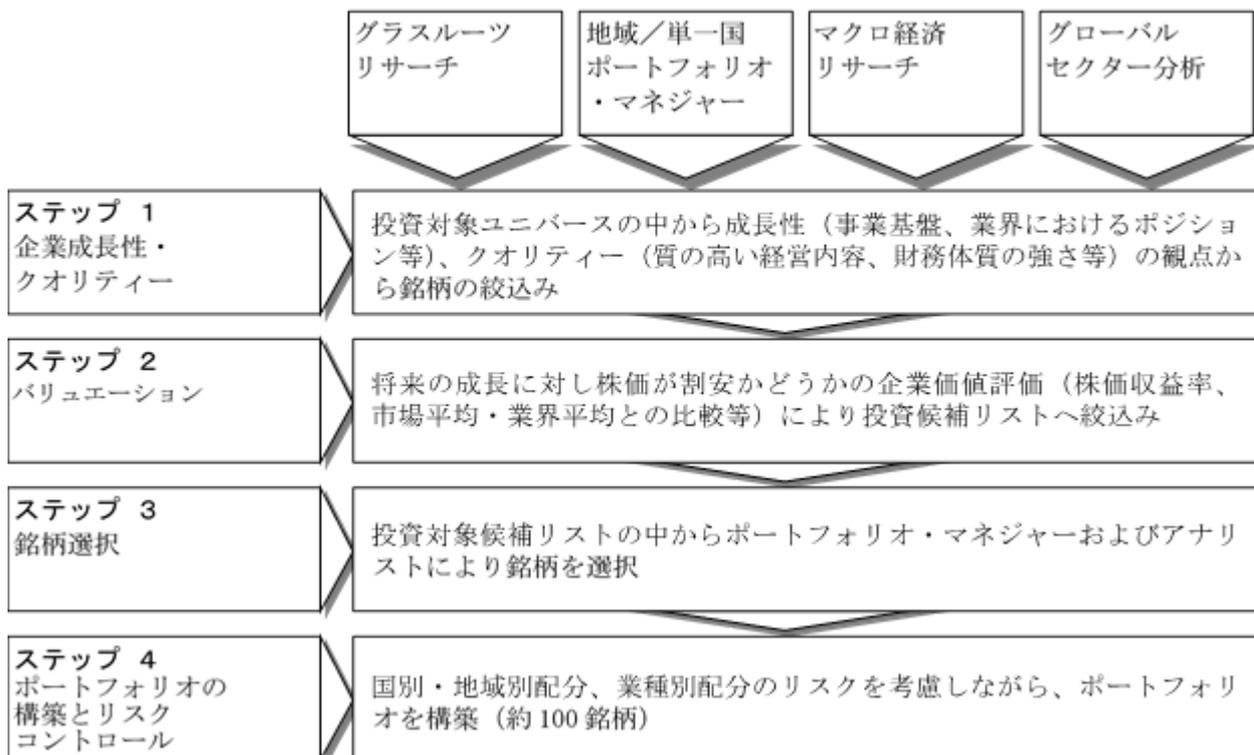 グラスルーツ
リサーチ
地域／単一国
ポートフォリオ
・マネジャー
マクロ経済
リサーチ
グローバル
セクター分析
ステップ 1
企業成長性・
クオリティー
投資対象ユニバースの中から成長性（事業基盤、業界におけるポジショ
ン等）、クオリティー（質の高い経営内容、財務体質の強さ等）の観点か
ら銘柄の絞込み
ステップ 2
バリュエーション
将来の成長に対し株価が割安かどうかの企業価値評価（株価収益率、
市場平均・業界平均との比較等）により投資候補リストへ絞込み
ステップ 3
銘柄選択
投資対象候補リストの中からポートフォリオ・マネジャーおよびアナリ
ストにより銘柄を選択
ステップ 4
ポートフォリオの
構築とリスク
コントロール
国別・地域別配分、業種別配分のリスクを考慮しながら、ポートフォリ
オを構築（約 100 銘柄）